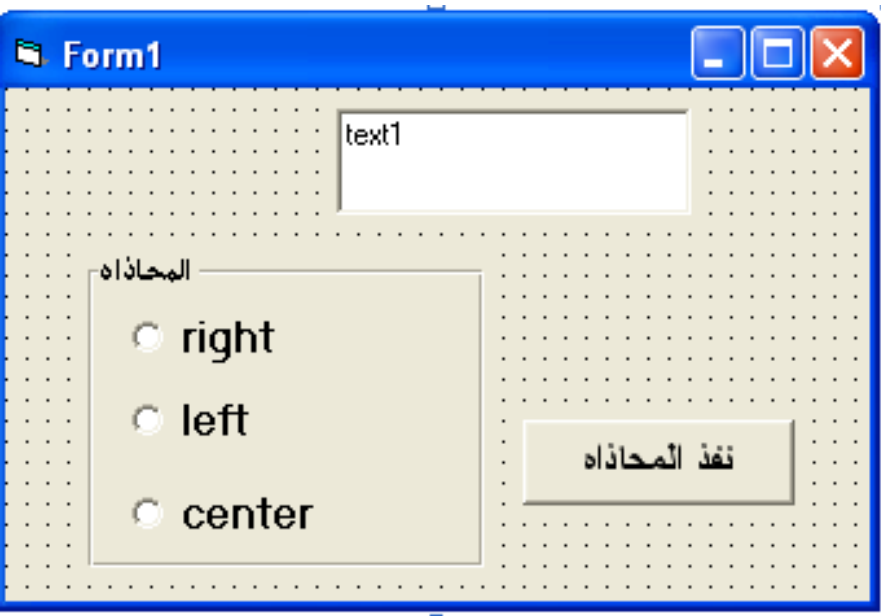 Form1
text1
المحاذاه
right
left
نفذ المحاذاه
center